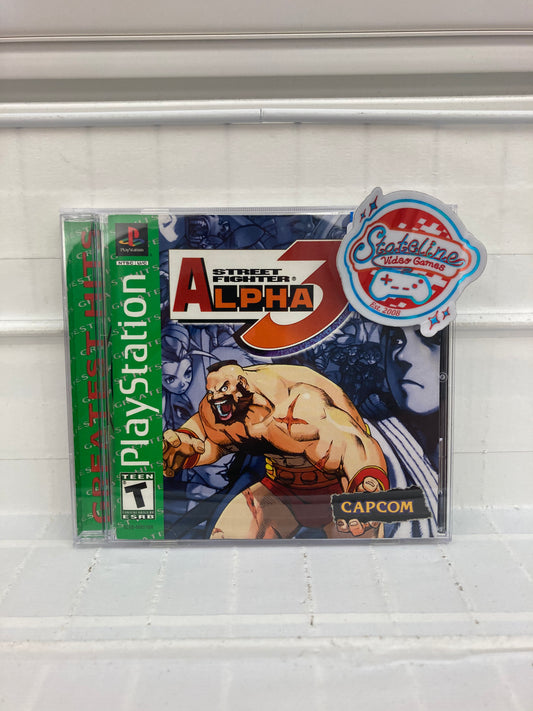 GREATEST HITS
PlayStation
NTSC U/C
PlayStation
TEEN
T
ESRB
STREET
FIGHTER®
ALPHA 3
CAPCOM
Stateline
Video Games
Est. 2008